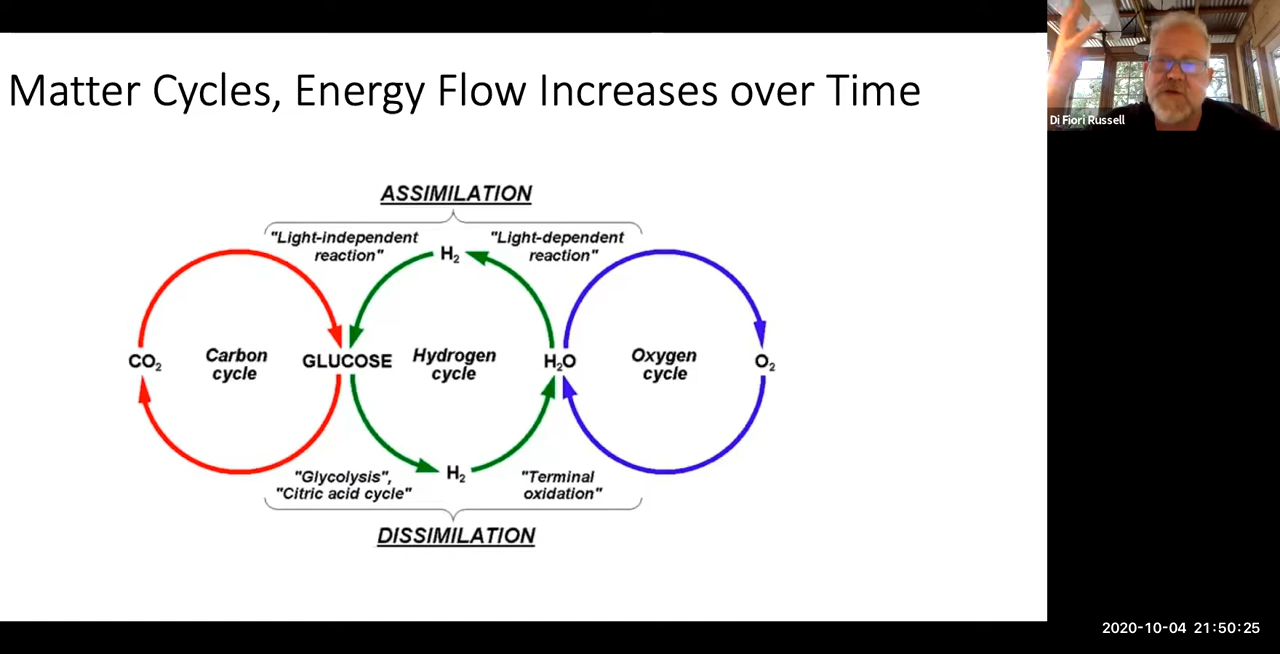 Matter Cycles, Energy Flow Increases over Time
Di Fiori Russell
ASSIMILATION
"Light-independent
reaction"
H₂
"Light-dependent
reaction"
CO₂
Carbon
cycle
GLUCOSE
Hydrogen
cycle
H₂O
Oxygen
cycle
O₂
"Glycolysis",
"Citric acid cycle"
H₂
"Terminal
oxidation"
DISSIMILATION
2020-10-04 21:50:25